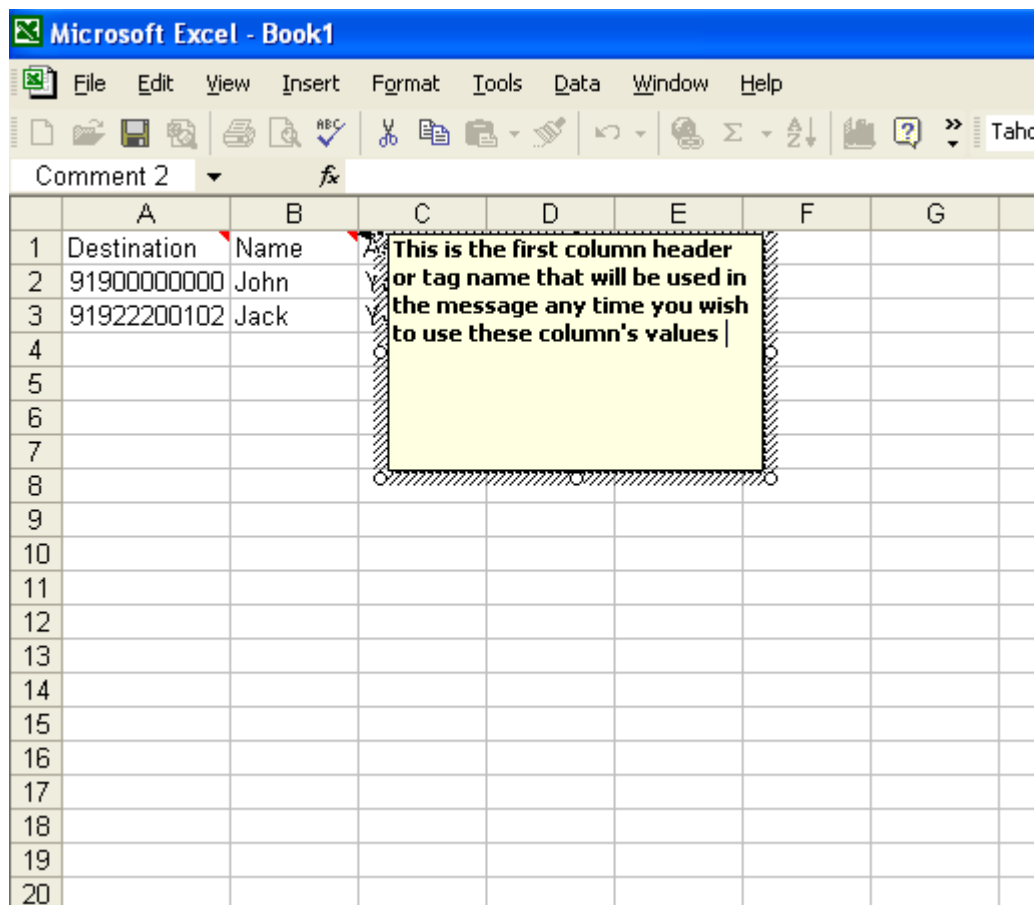 Microsoft Excel - Book1
File Edit View Insert Format Tools Data Window Help
ABC Σ A Z ? »
Comment 2 fx
A B C D E F G
1 Destination Name
2 91900000000 John
3 91922200102 Jack
This is the first column header
or tag name that will be used in
the message any time you wish
to use these column's values
4
5
6
7
8
9
10
11
12
13
14
15
16
17
18
19
20